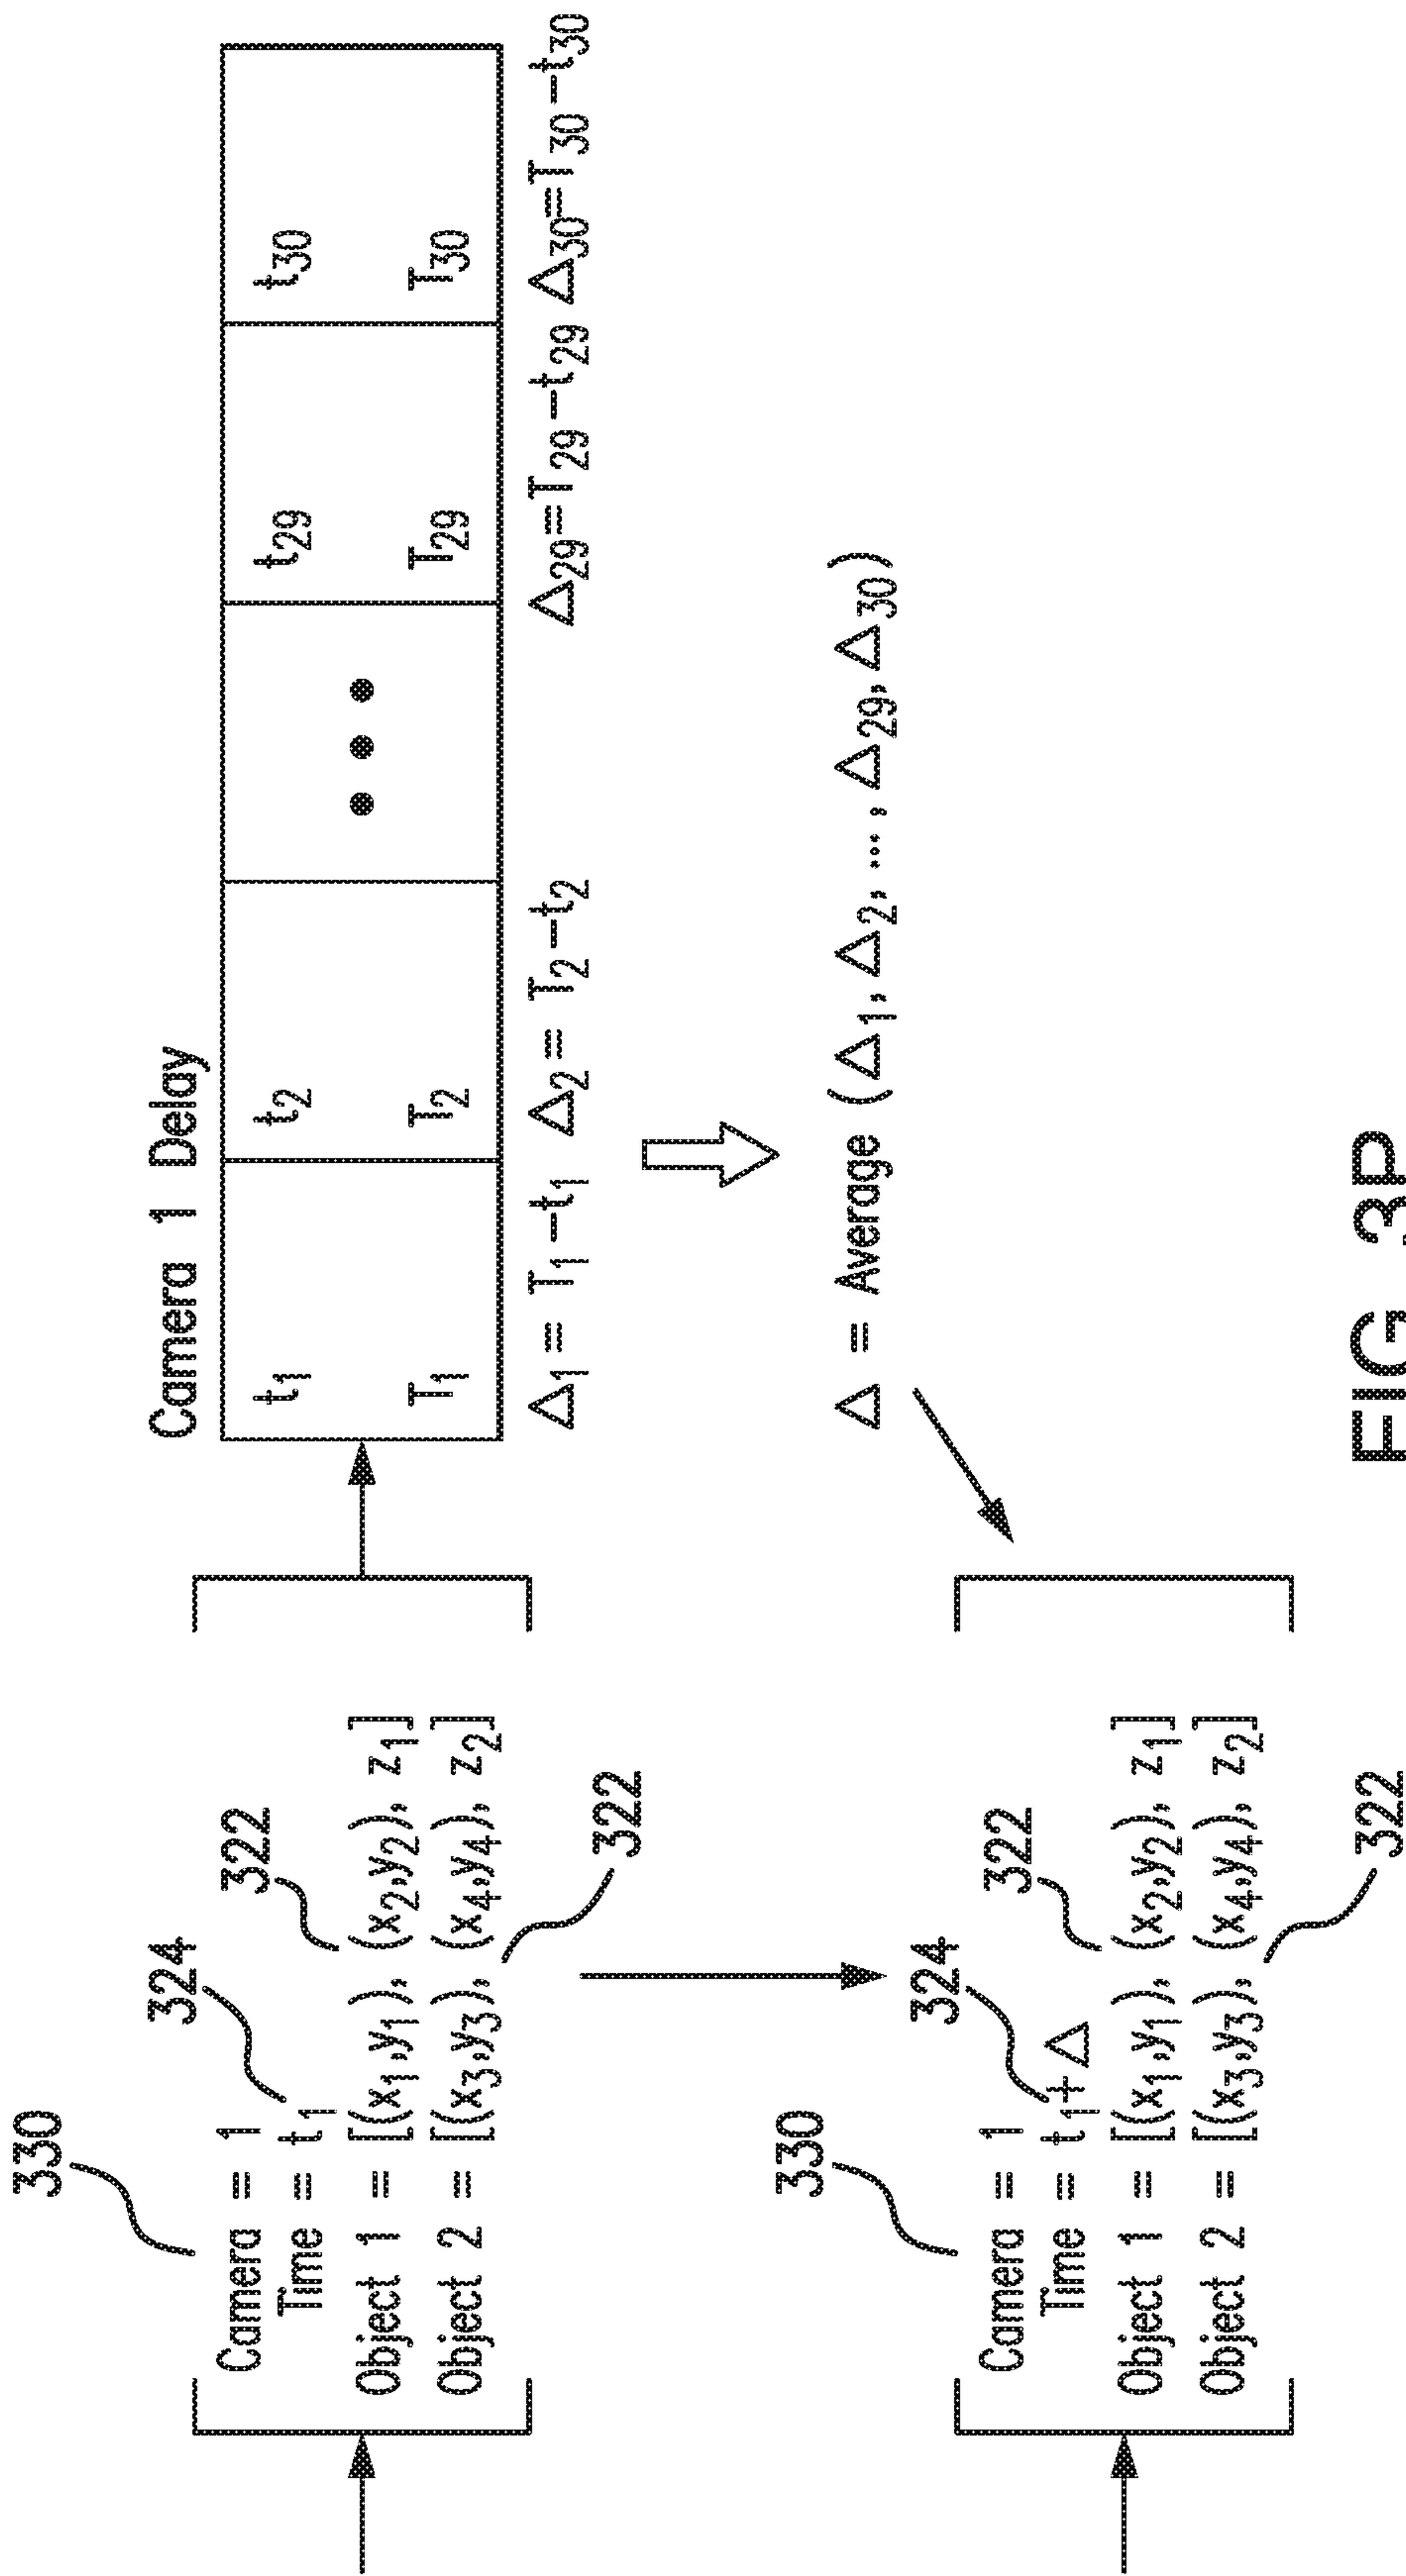 330
324
322
Camera = 1
Time = t₁
Object 1 = [(x₁,y₁), (x₂,y₂), z₁]
Object 2 = [(x₃,y₃), (x₄,y₄), z₂]
322
Camera 1 Delay
t₁ t₂ ••• t₂₉ t₃₀
T₁ T₂ T₂₉ T₃₀
Δ₁= T₁–t₁ Δ₂= T₂–t₂ Δ₂₉=T₂₉–t₂₉ Δ₃₀=T₃₀–t₃₀
Δ = Average (Δ₁, Δ₂, ... , Δ₂₉, Δ₃₀)
330
324
322
Camera = 1
Time = t₁+ Δ
Object 1 = [(x₁,y₁), (x₂,y₂), z₁]
Object 2 = [(x₃,y₃), (x₄,y₄), z₂]
322
FIG. 3P